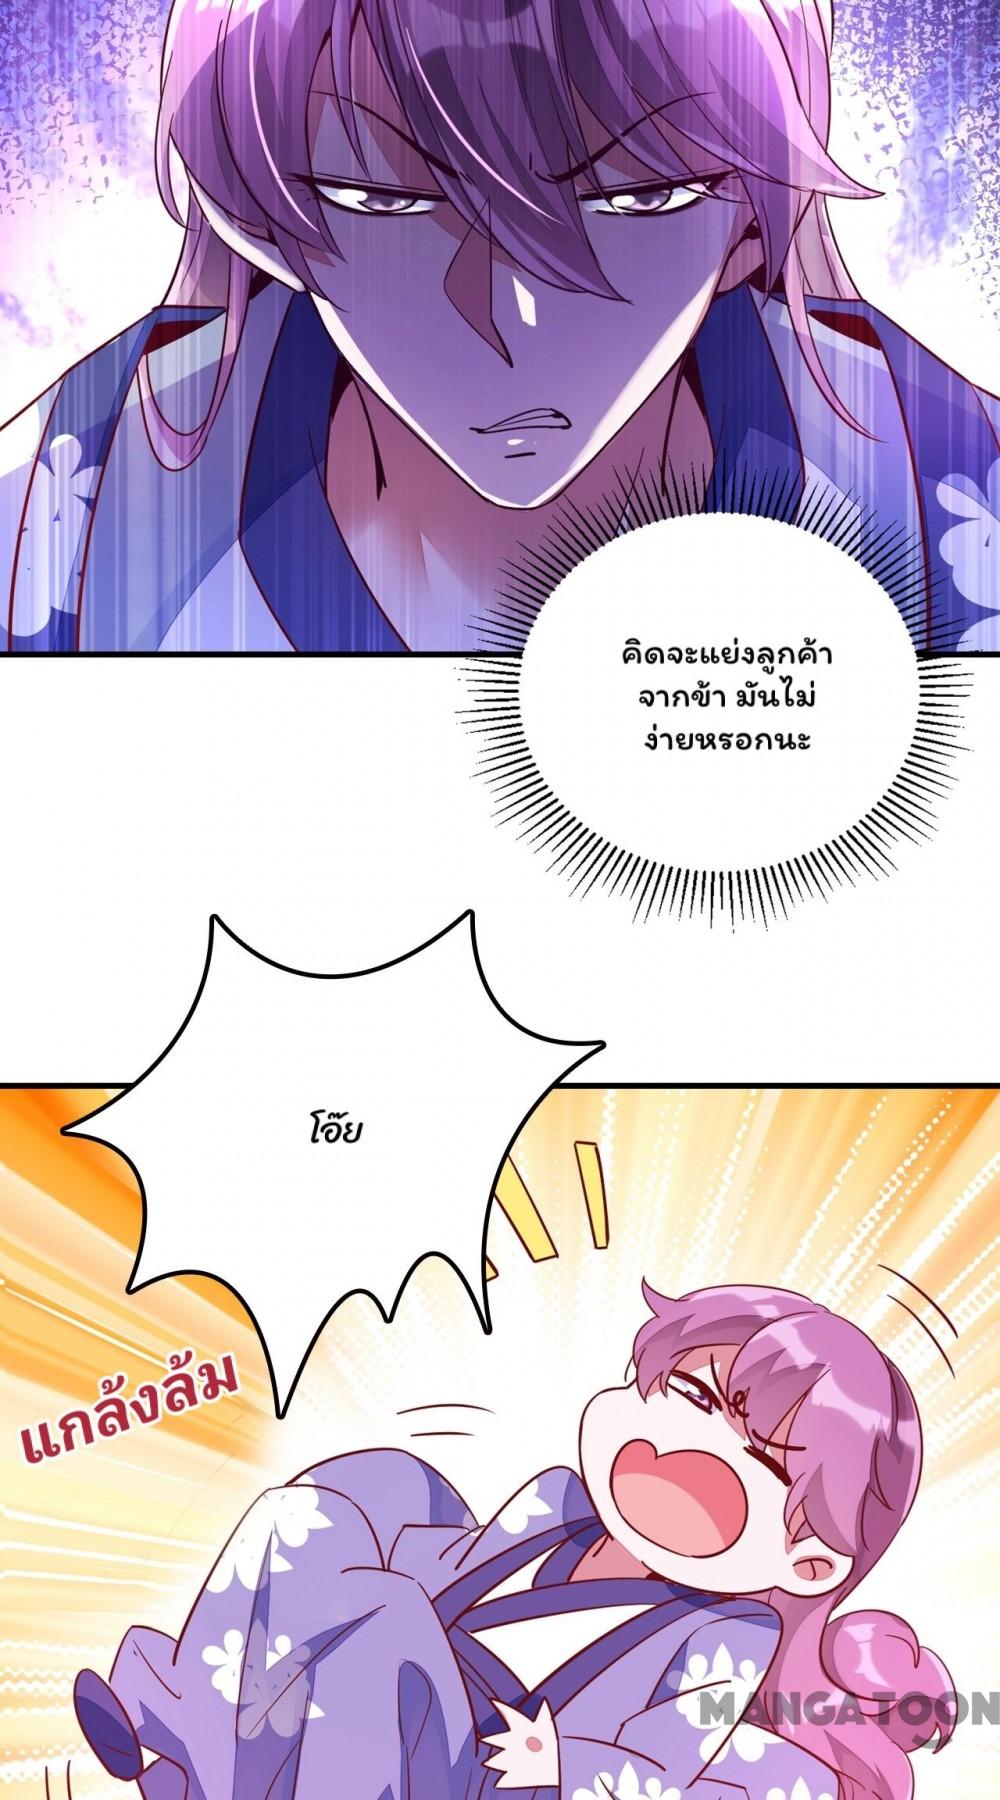 คิดจะแย่งลูกค้า
จากข้า มันไม่
ง่ายหรอกนะ
โอ๊ย
แกล้งล้ม
MANGATOON